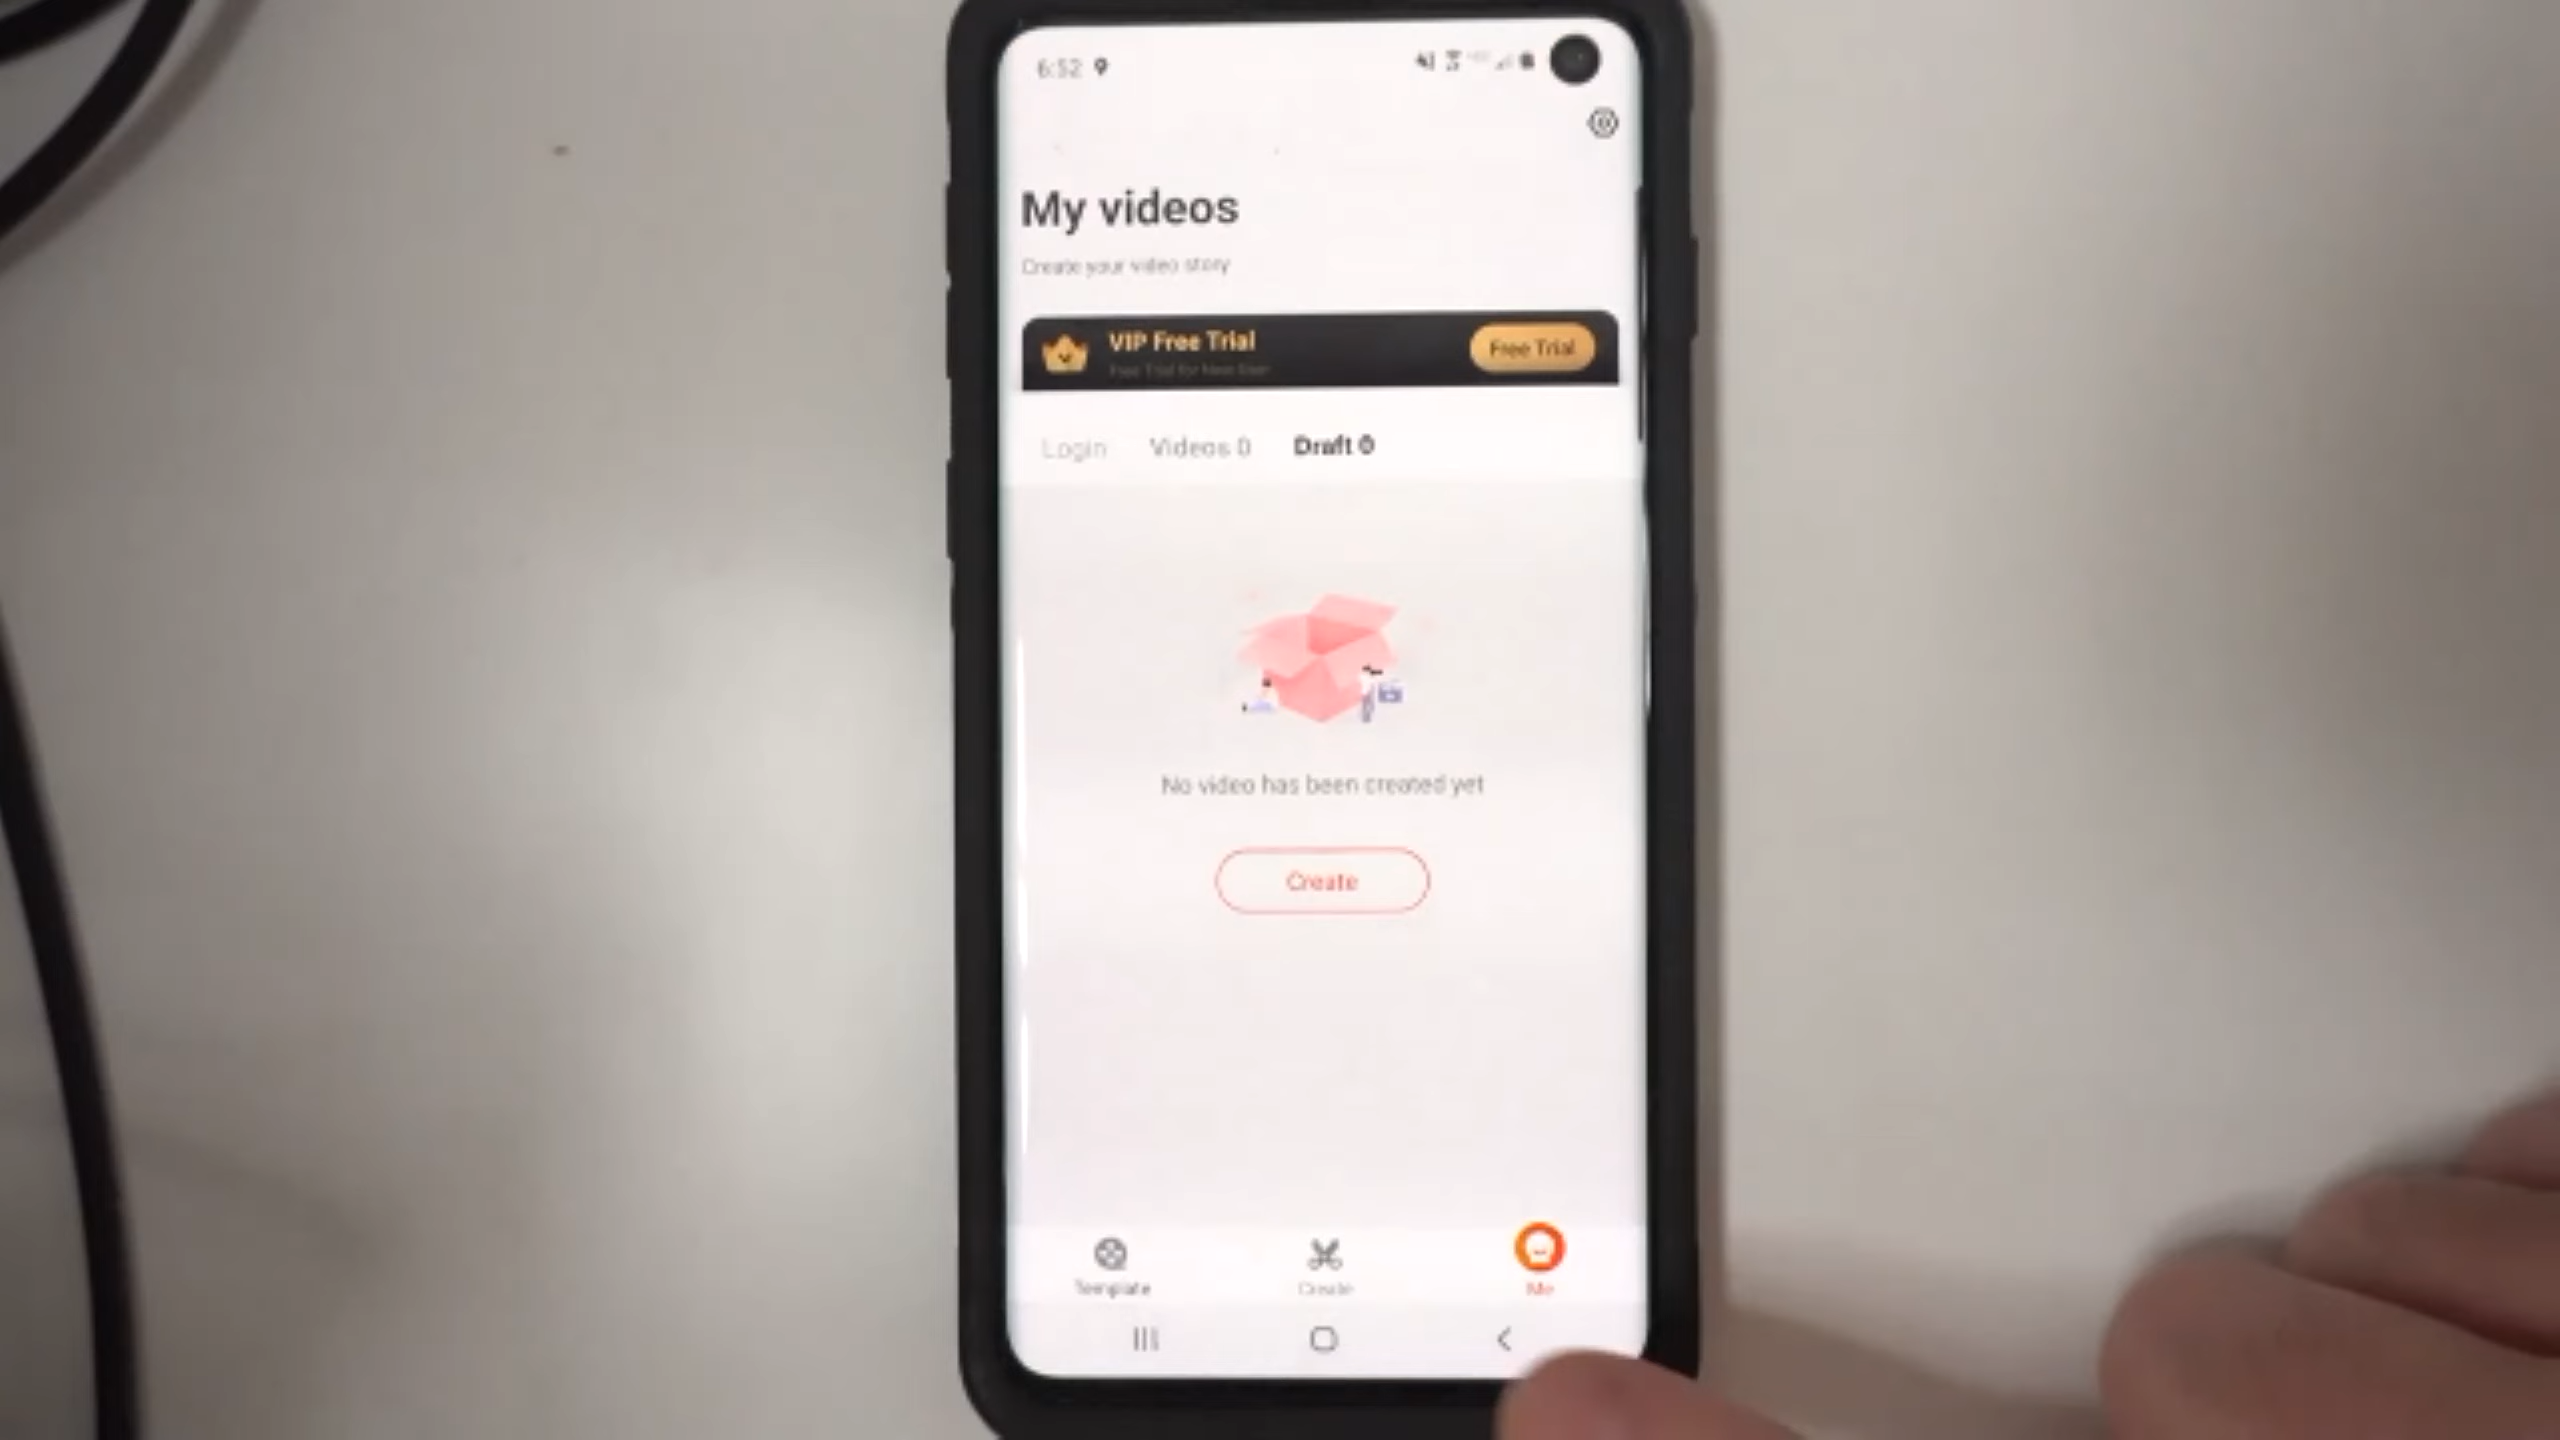 6:52
My videos
Create your video story
VIP Free Trial
Free Trial for New User
Free Trial
Login Videos 0 Draft 0
No video has been created yet
Create
Template Create Me